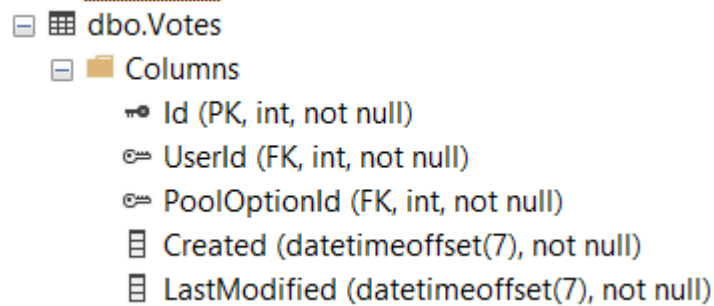 dbo.Votes
Columns
Id (PK, int, not null)
UserId (FK, int, not null)
PoolOptionId (FK, int, not null)
Created (datetimeoffset(7), not null)
LastModified (datetimeoffset(7), not null)